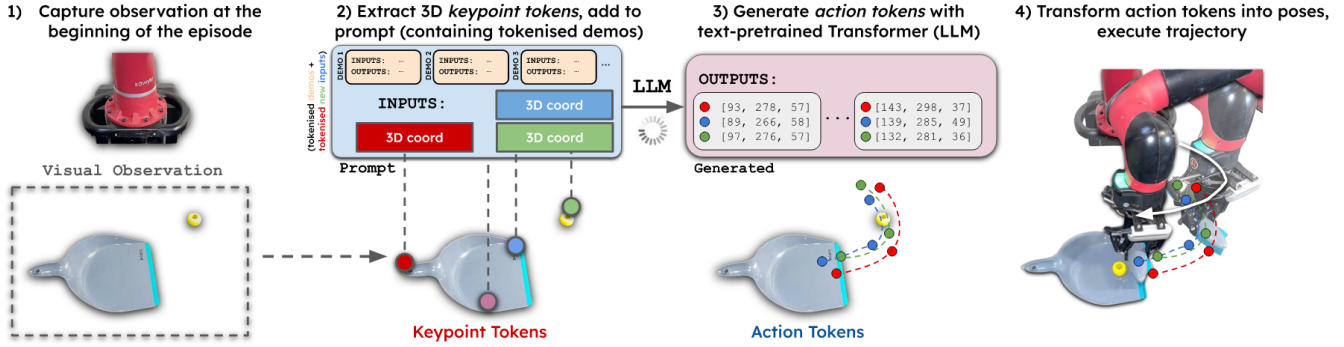 1) Capture observation at the
beginning of the episode
Visual Observation
2) Extract 3D keypoint tokens, add to
prompt (containing tokenised demos)
(tokenised demos +
tokenised new inputs)
DEMO 1
INPUTS: …
OUTPUTS: …
DEMO 2
INPUTS: …
OUTPUTS: …
DEMO 3
INPUTS: …
OUTPUTS: …
...
INPUTS:
3D coord
3D coord
3D coord
Prompt
Keypoint Tokens
LLM
3) Generate action tokens with
text-pretrained Transformer (LLM)
OUTPUTS:
[93, 278, 57]
[89, 266, 58]
[97, 276, 57]
...
[143, 298, 37]
[139, 285, 49]
[132, 281, 36]
Generated
Action Tokens
4) Transform action tokens into poses,
execute trajectory